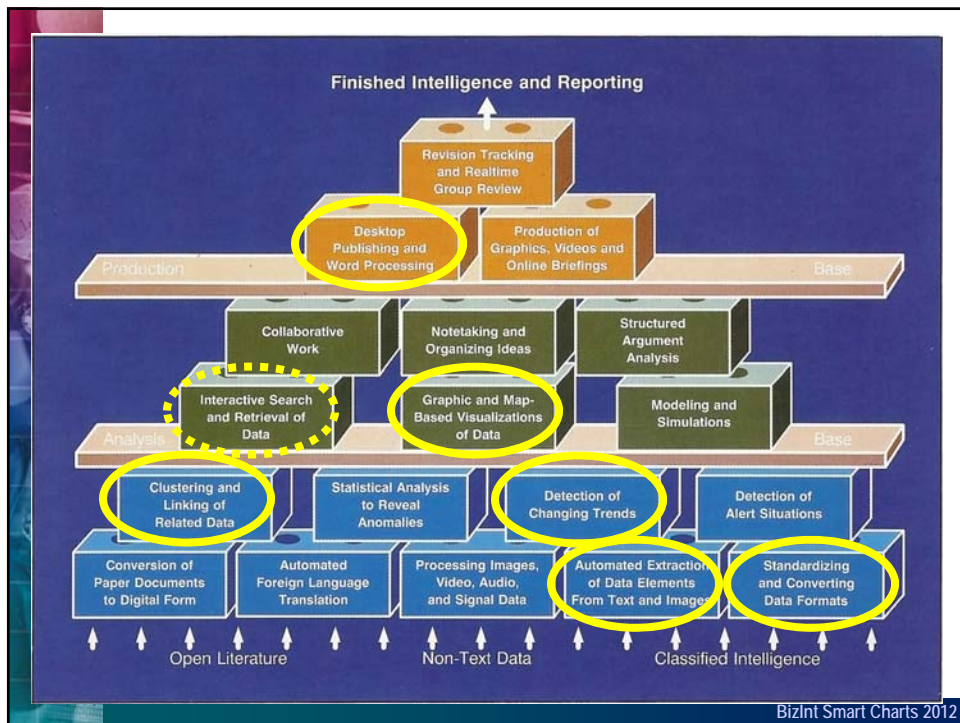 Finished Intelligence and Reporting
Revision Tracking
and Realtime
Group Review
Desktop
Publishing and
Word Processing
Production of
Graphics, Videos and
Online Briefings
Production
Base
Collaborative
Work
Notetaking and
Organizing Ideas
Structured
Argument
Analysis
Interactive Search
and Retrieval of
Data
Graphic and Map-
Based Visualizations
of Data
Modeling and
Simulations
Analysis
Base
Clustering and
Linking of
Related Data
Statistical Analysis
to Reveal
Anomalies
Detection of
Changing Trends
Detection of
Alert Situations
Conversion of
Paper Documents
to Digital Form
Automated
Foreign Language
Translation
Processing Images,
Video, Audio,
and Signal Data
Automated Extraction
of Data Elements
From Text and Images
Standardizing
and Converting
Data Formats
Open Literature
Non-Text Data
Classified Intelligence
BizInt Smart Charts 2012